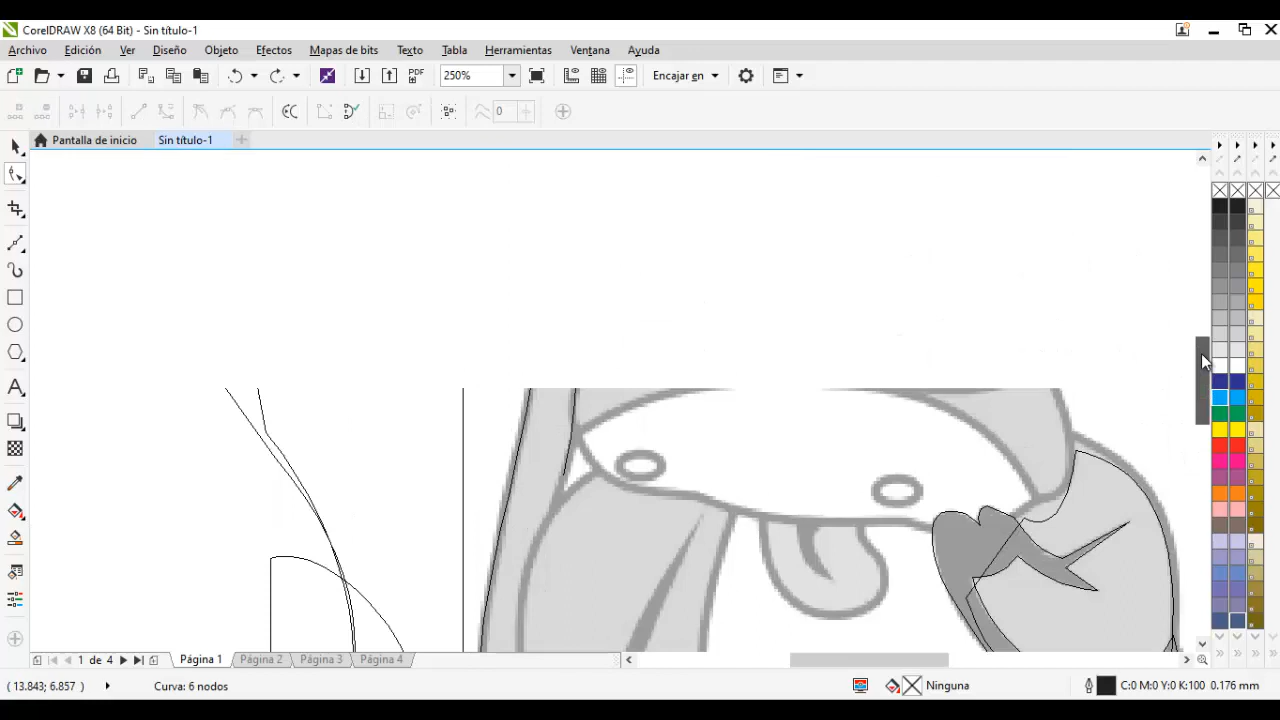 CorelDRAW X8 (64 Bit) - Sin título-1
Archivo Edición Ver Diseño Objeto Efectos Mapas de bits Texto Tabla Herramientas Ventana Ayuda
PDF 250% Encajar en
0
Pantalla de inicio Sin título-1
1 de 4 Página 1 Página 2 Página 3 Página 4
( 13.843; 6.857 ) Curva: 6 nodos Ninguna C:0 M:0 Y:0 K:100 0.176 mm